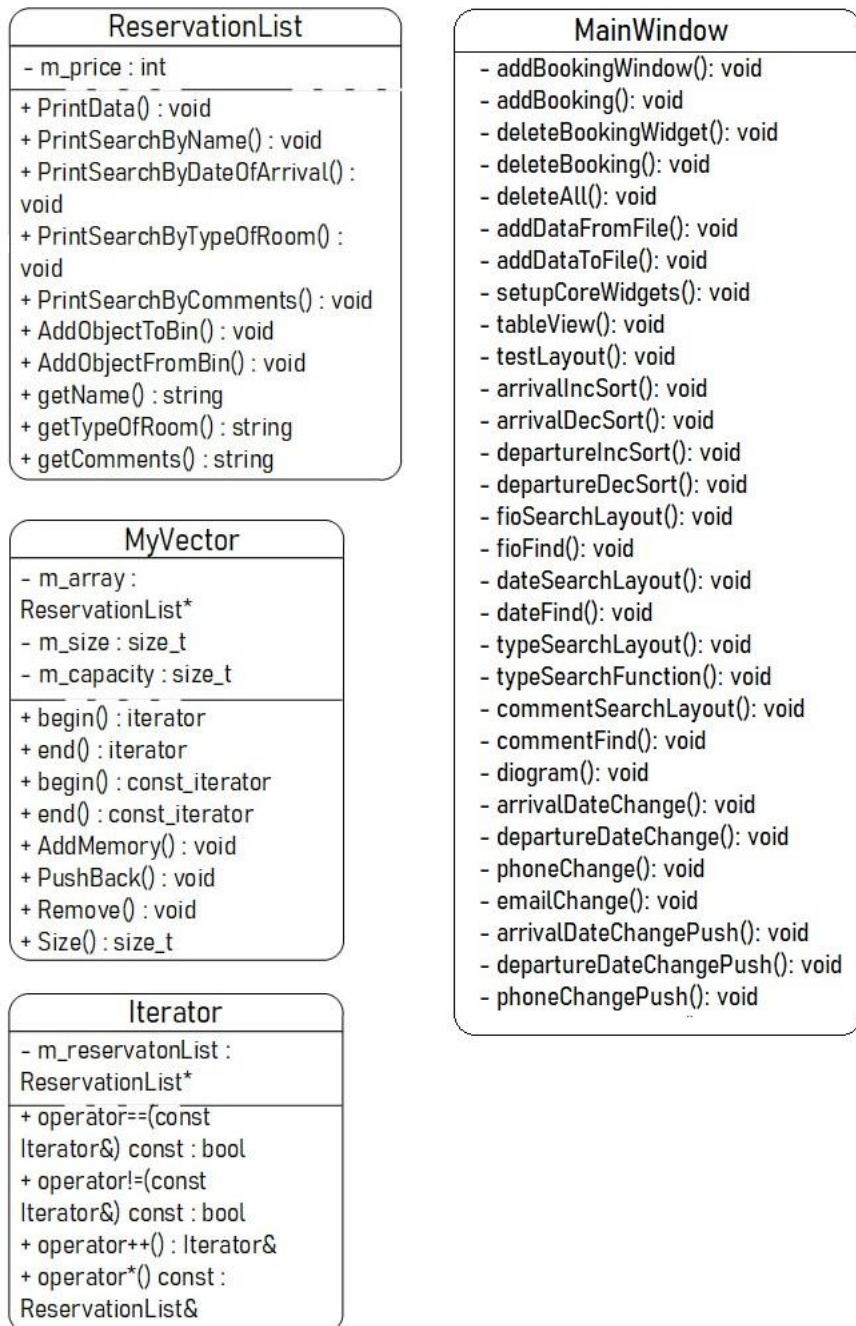 ReservationList
- m_price : int
+ PrintData() : void
+ PrintSearchByName() : void
+ PrintSearchByDateOfArrival() :
void
+ PrintSearchByTypeOfRoom() :
void
+ PrintSearchByComments() : void
+ AddObjectToBin() : void
+ AddObjectFromBin() : void
+ getName() : string
+ getTypeOfRoom() : string
+ getComments() : string
MyVector
- m_array :
ReservationList*
- m_size : size_t
- m_capacity : size_t
+ begin() : iterator
+ end() : iterator
+ begin() : const_iterator
+ end() : const_iterator
+ AddMemory() : void
+ PushBack() : void
+ Remove() : void
+ Size() : size_t
Iterator
- m_reservatonList :
ReservationList*
+ operator==(const
Iterator&) const : bool
+ operator!=(const
Iterator&) const : bool
+ operator++() : Iterator&
+ operator*() const :
ReservationList&
MainWindow
- addBookingWindow(): void
- addBooking(): void
- deleteBookingWidget(): void
- deleteBooking(): void
- deleteAll(): void
- addDataFromFile(): void
- addDataToFile(): void
- setupCoreWidgets(): void
- tableView(): void
- testLayout(): void
- arrivalIncSort(): void
- arrivalDecSort(): void
- departureIncSort(): void
- departureDecSort(): void
- fioSearchLayout(): void
- fioFind(): void
- dateSearchLayout(): void
- dateFind(): void
- typeSearchLayout(): void
- typeSearchFunction(): void
- commentSearchLayout(): void
- commentFind(): void
- diogram(): void
- arrivalDateChange(): void
- departureDateChange(): void
- phoneChange(): void
- emailChange(): void
- arrivalDateChangePush(): void
- departureDateChangePush(): void
- phoneChangePush(): void